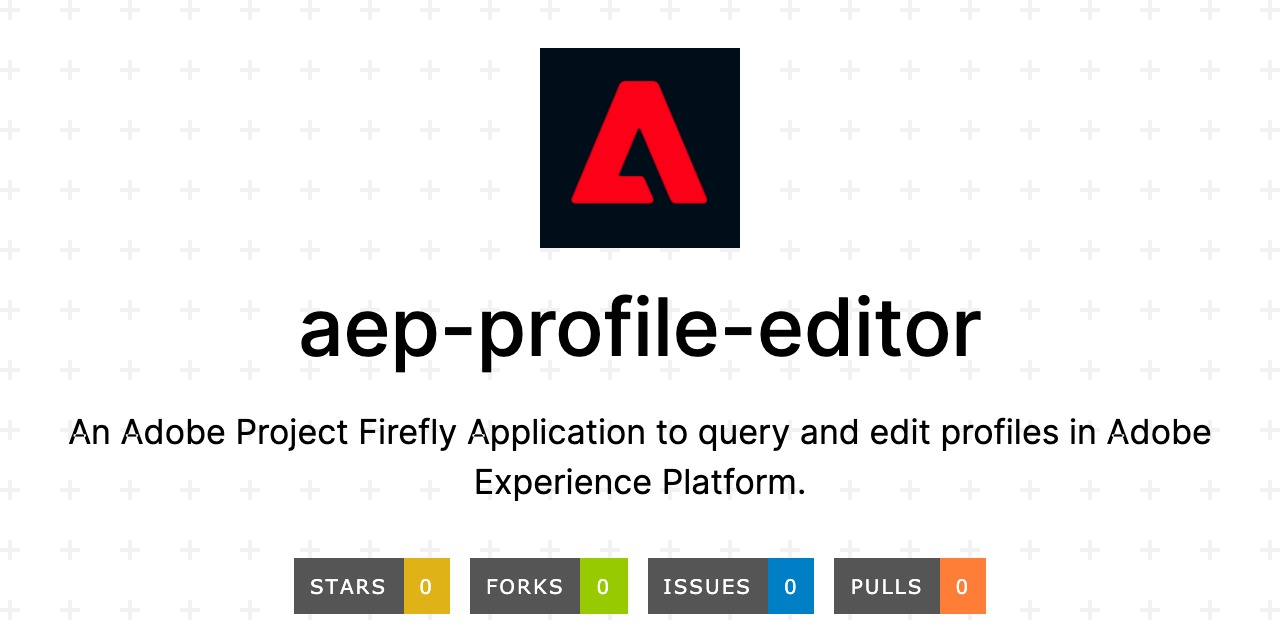 aep-profile-editor
An Adobe Project Firefly Application to query and edit profiles in Adobe
Experience Platform.
STARS 0 FORKS 0 ISSUES 0 PULLS 0